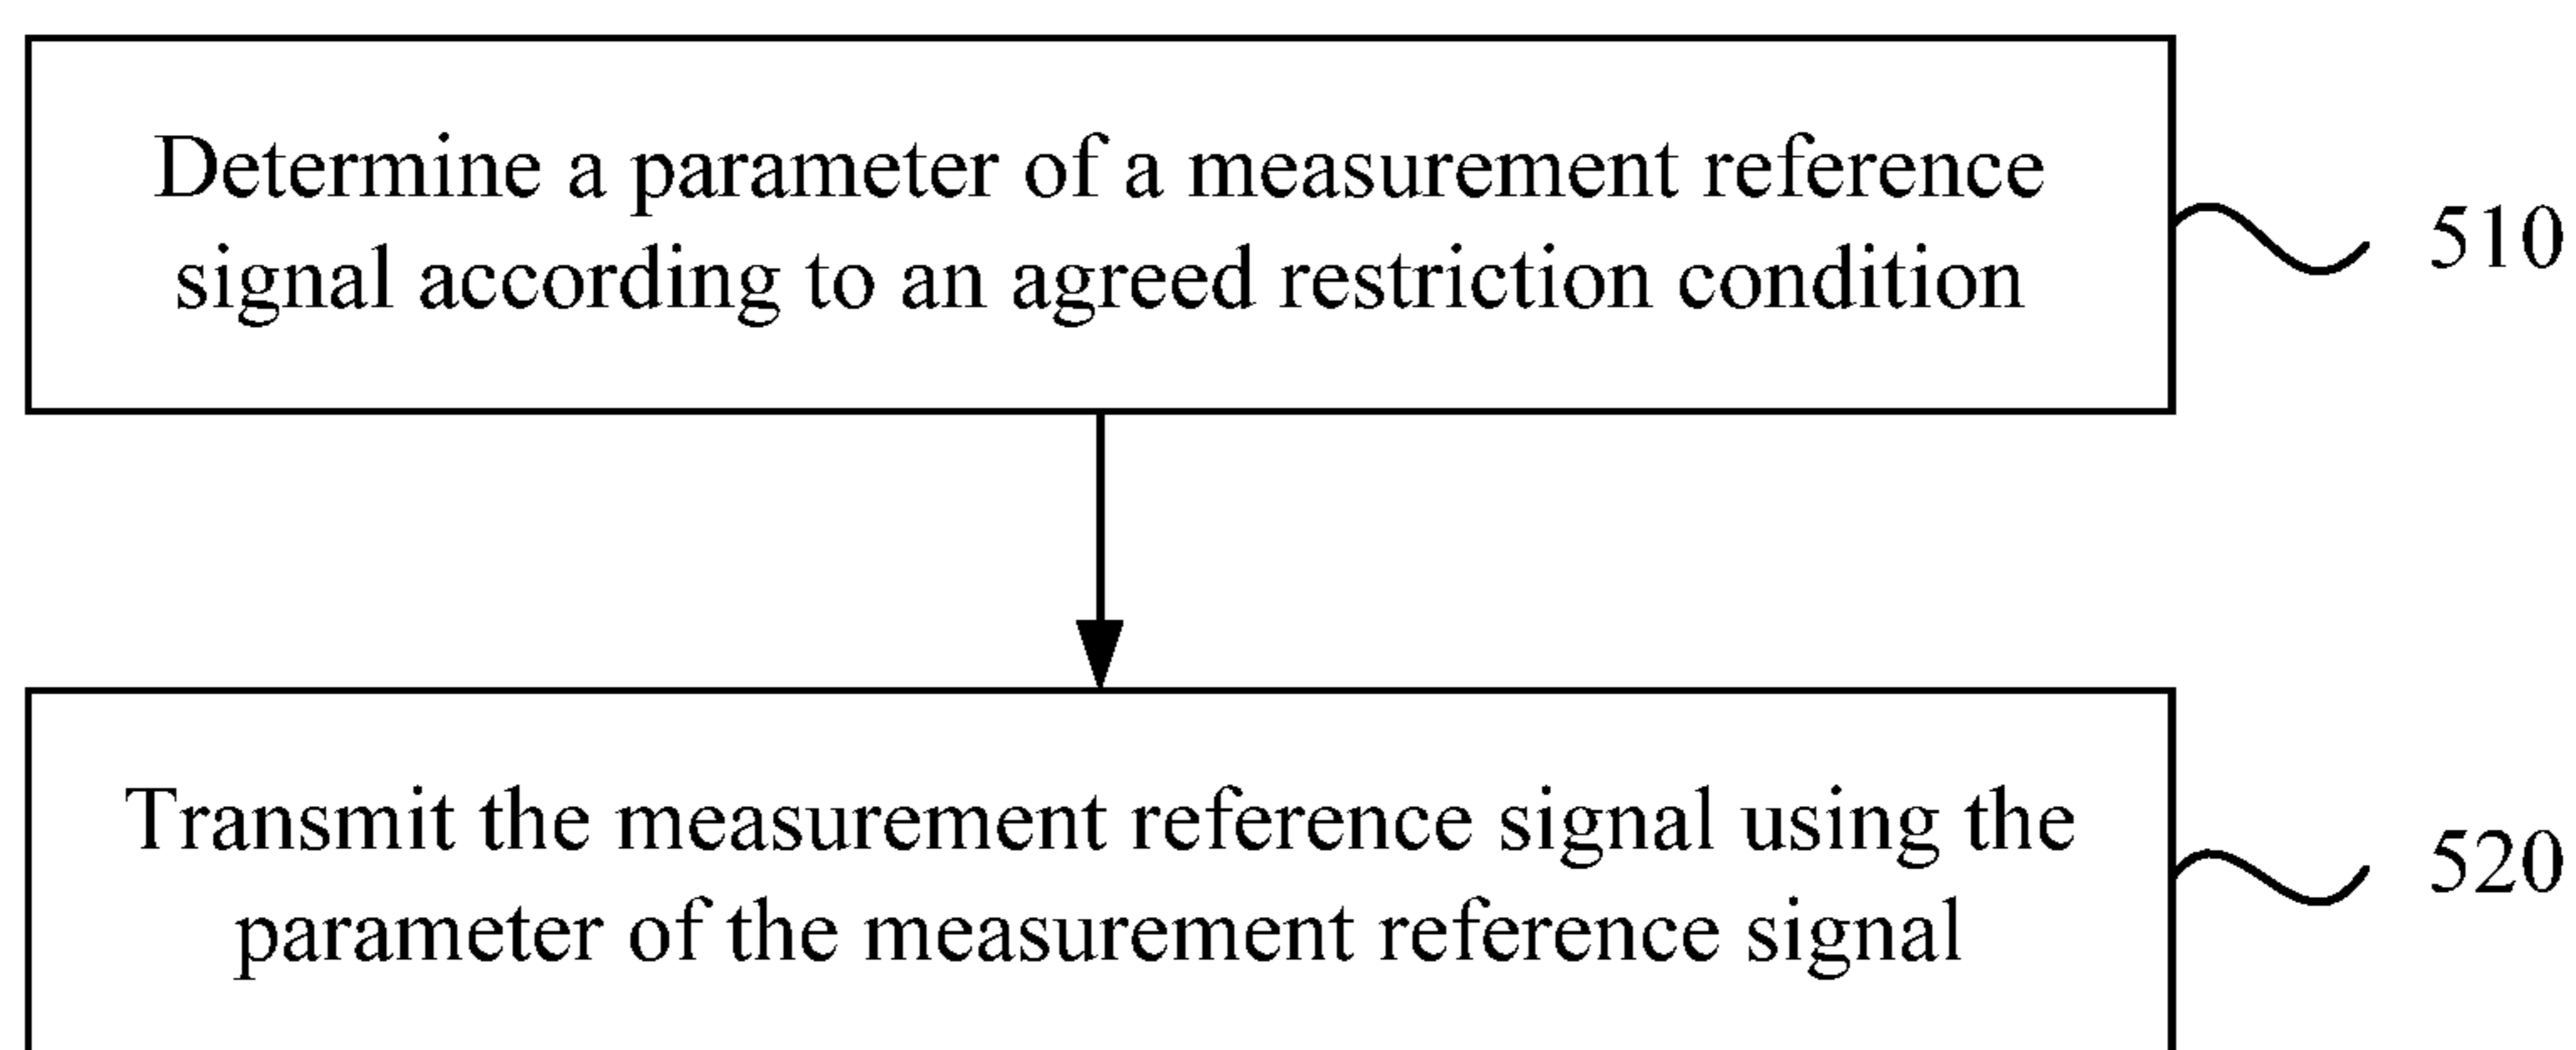 Determine a parameter of a measurement reference
signal according to an agreed restriction condition
510
Transmit the measurement reference signal using the
parameter of the measurement reference signal
520